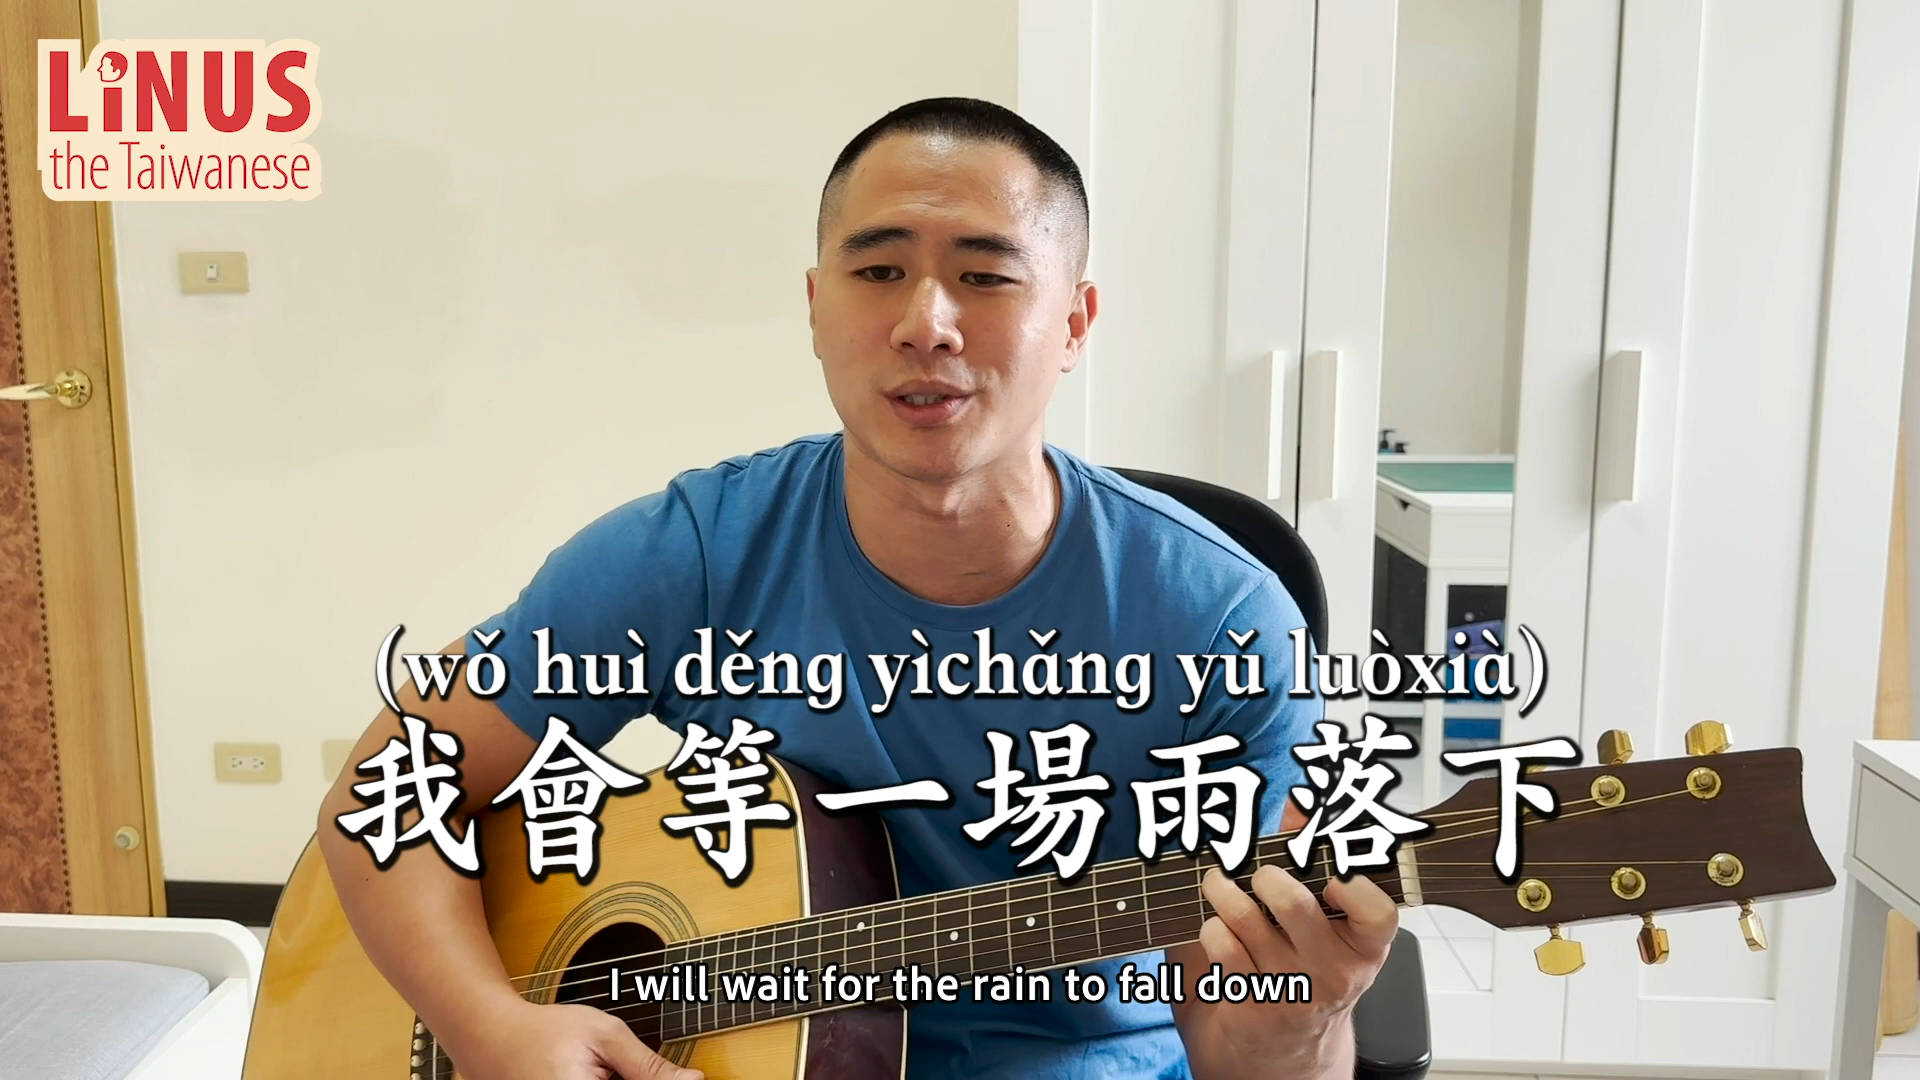 LiNUS
the Taiwanese
(wǒ huì děng yìchǎng yǔ luòxià)
我會等一場雨落下
I will wait for the rain to fall down